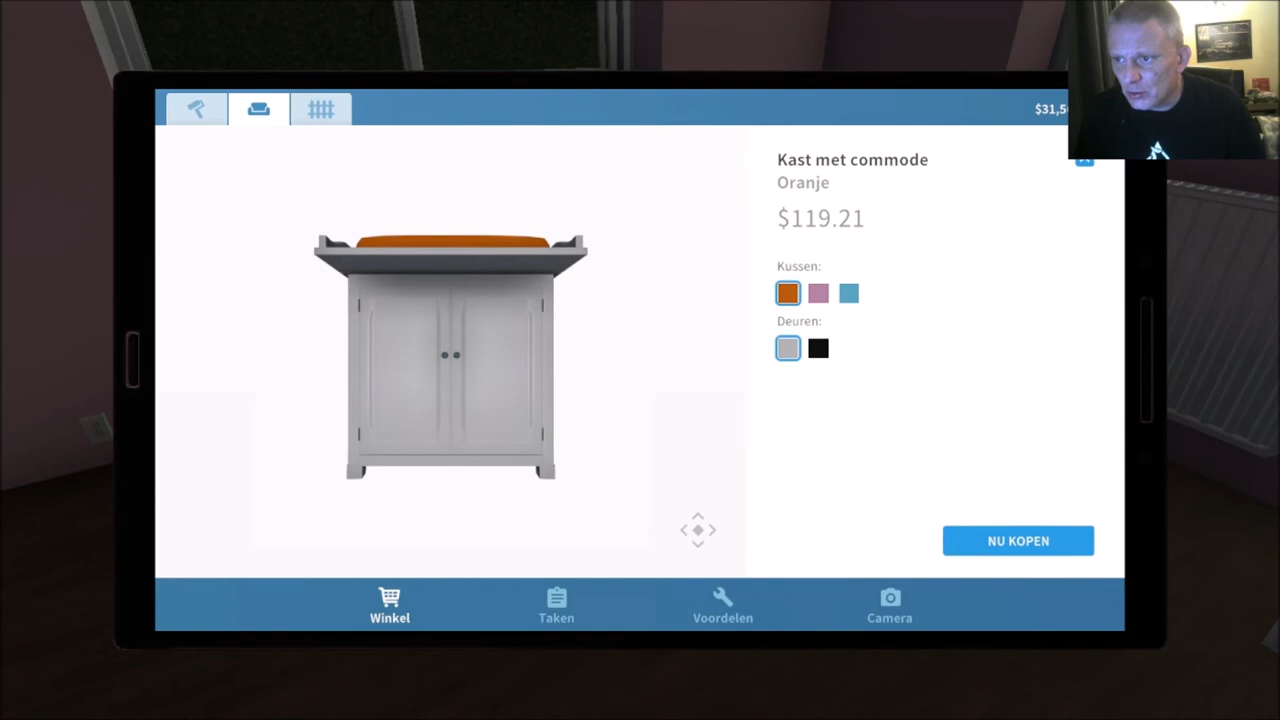 $31,5
Kast met commode
Oranje
$119.21
Kussen:
Deuren:
NU KOPEN
Winkel
Taken
Voordelen
Camera